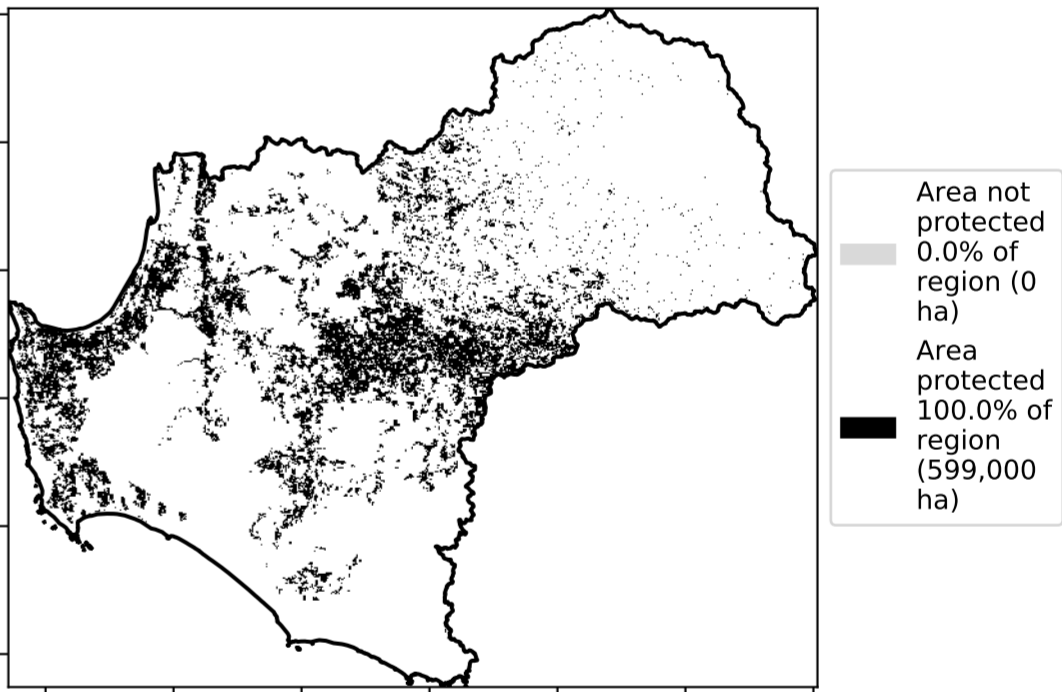 Area not
protected
0.0% of
region (0
ha)
Area
protected
100.0% of
region
(599,000
ha)